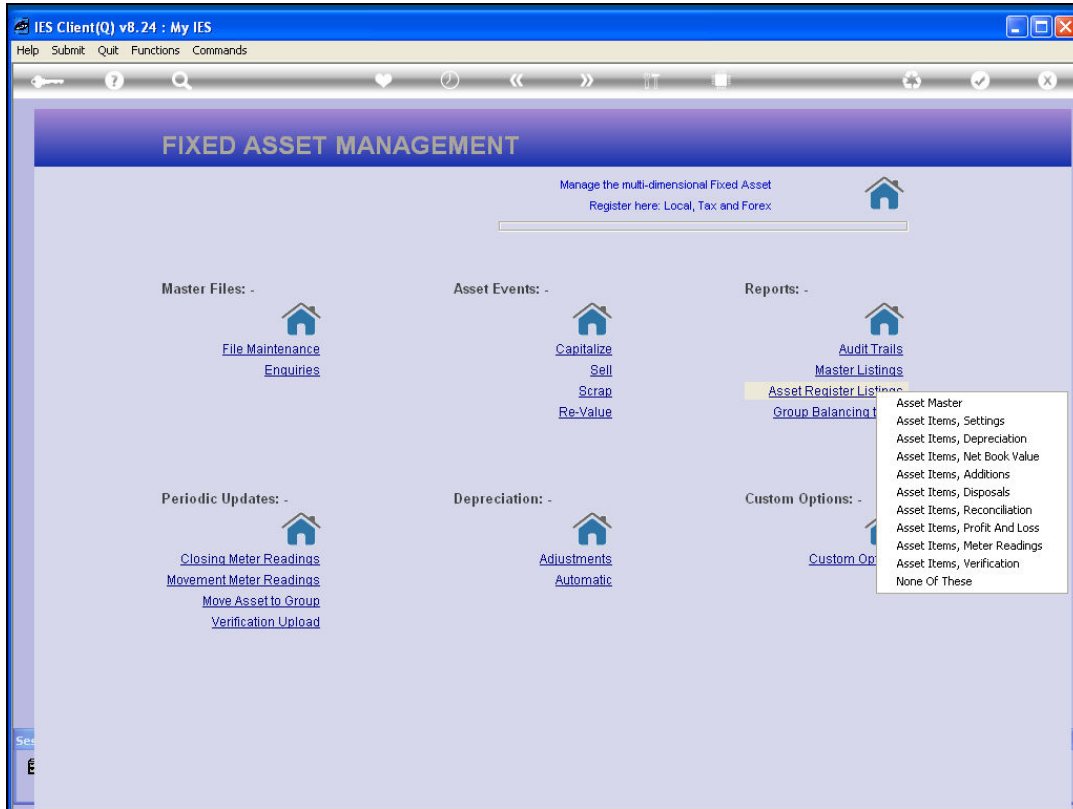 IES Client(Q) v8.24 : My IES
Help Submit Quit Functions Commands
FIXED ASSET MANAGEMENT
Manage the multi-dimensional Fixed Asset
Register here: Local, Tax and Forex
Master Files: -
File Maintenance
Enquiries
Asset Events: -
Capitalize
Sell
Scrap
Re-Value
Reports: -
Audit Trails
Master Listings
Asset Register Listings
Group Balancing
Asset Master
Asset Items, Settings
Asset Items, Depreciation
Asset Items, Net Book Value
Asset Items, Additions
Asset Items, Disposals
Asset Items, Reconciliation
Asset Items, Profit And Loss
Asset Items, Meter Readings
Asset Items, Verification
None Of These
Periodic Updates: -
Closing Meter Readings
Movement Meter Readings
Move Asset to Group
Verification Upload
Depreciation: -
Adjustments
Automatic
Custom Options: -
Custom Op
Ses